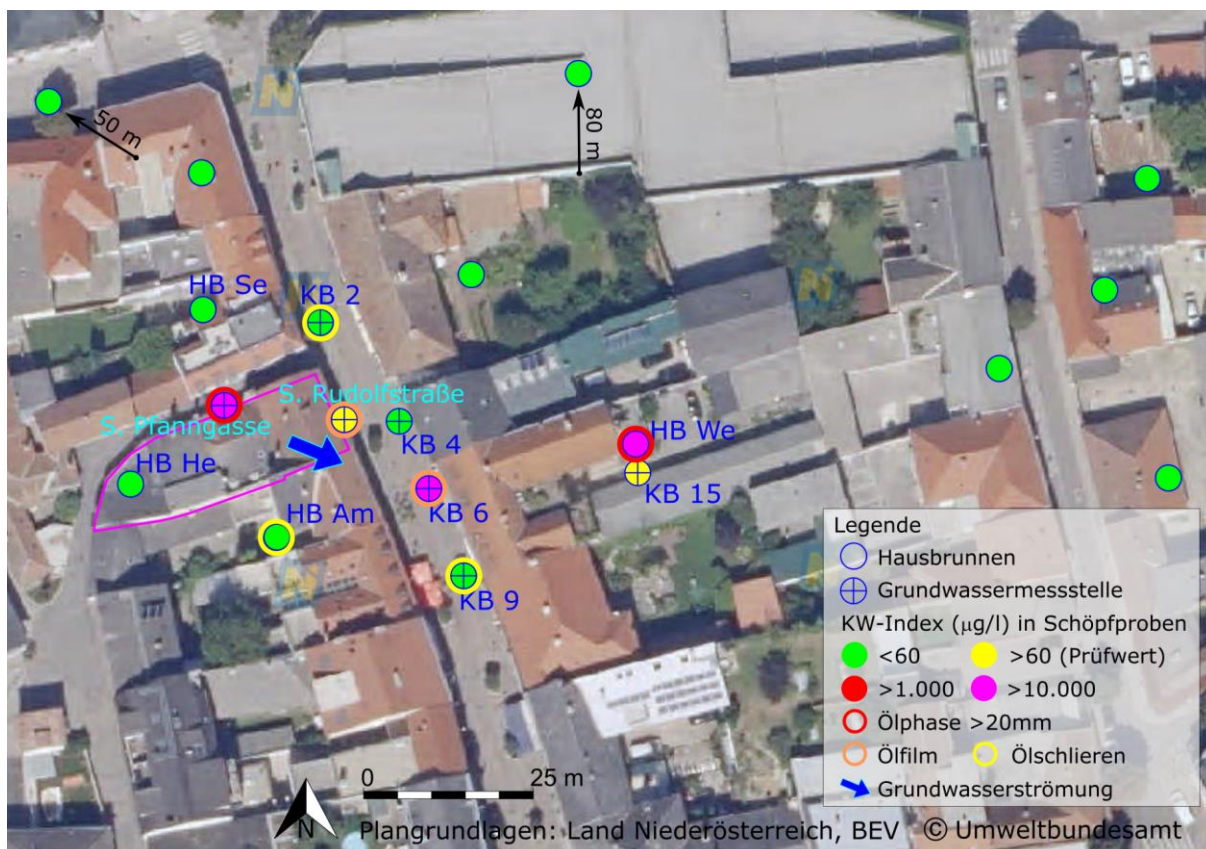 50 m
80 m
HB Se
KB 2
S. Rudolfstraße
S. Pfanngasse
KB 4
HB We
HB He
KB 15
HB Am
KB 6
KB 9
Legende
Hausbrunnen
Grundwassermessstelle
KW-Index (µg/l) in Schöpfproben
<60 >60 (Prüfwert)
>1.000 >10.000
Ölphase >20mm
Ölfilm Ölschlieren
Grundwasserströmung
0 25 m
N
Plangrundlagen: Land Niederösterreich, BEV © Umweltbundesamt
N
N
N
N